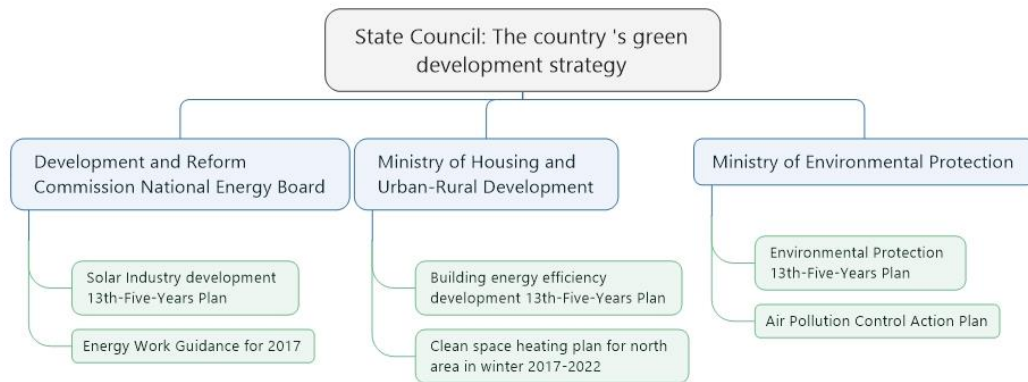 State Council: The country 's green
development strategy
Development and Reform
Commission National Energy Board
Ministry of Housing and
Urban-Rural Development
Ministry of Environmental Protection
Solar Industry development
13th-Five-Years Plan
Energy Work Guidance for 2017
Building energy efficiency
development 13th-Five-Years Plan
Clean space heating plan for north
area in winter 2017-2022
Environmental Protection
13th-Five-Years Plan
Air Pollution Control Action Plan